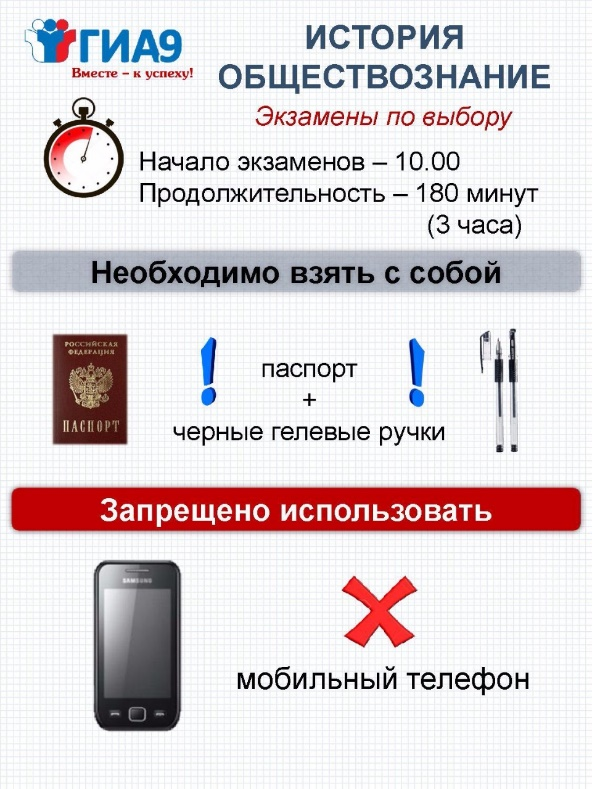 ГИА9
Вместе – к успеху!
ИСТОРИЯ
ОБЩЕСТВОЗНАНИЕ
Экзамены по выбору
Начало экзаменов – 10.00
Продолжительность – 180 минут
(3 часа)
Необходимо взять с собой
РОССИЙСКАЯ
ФЕДЕРАЦИЯ
ПАСПОРТ
! паспорт !
+
черные гелевые ручки
Запрещено использовать
SAMSUNG
мобильный телефон